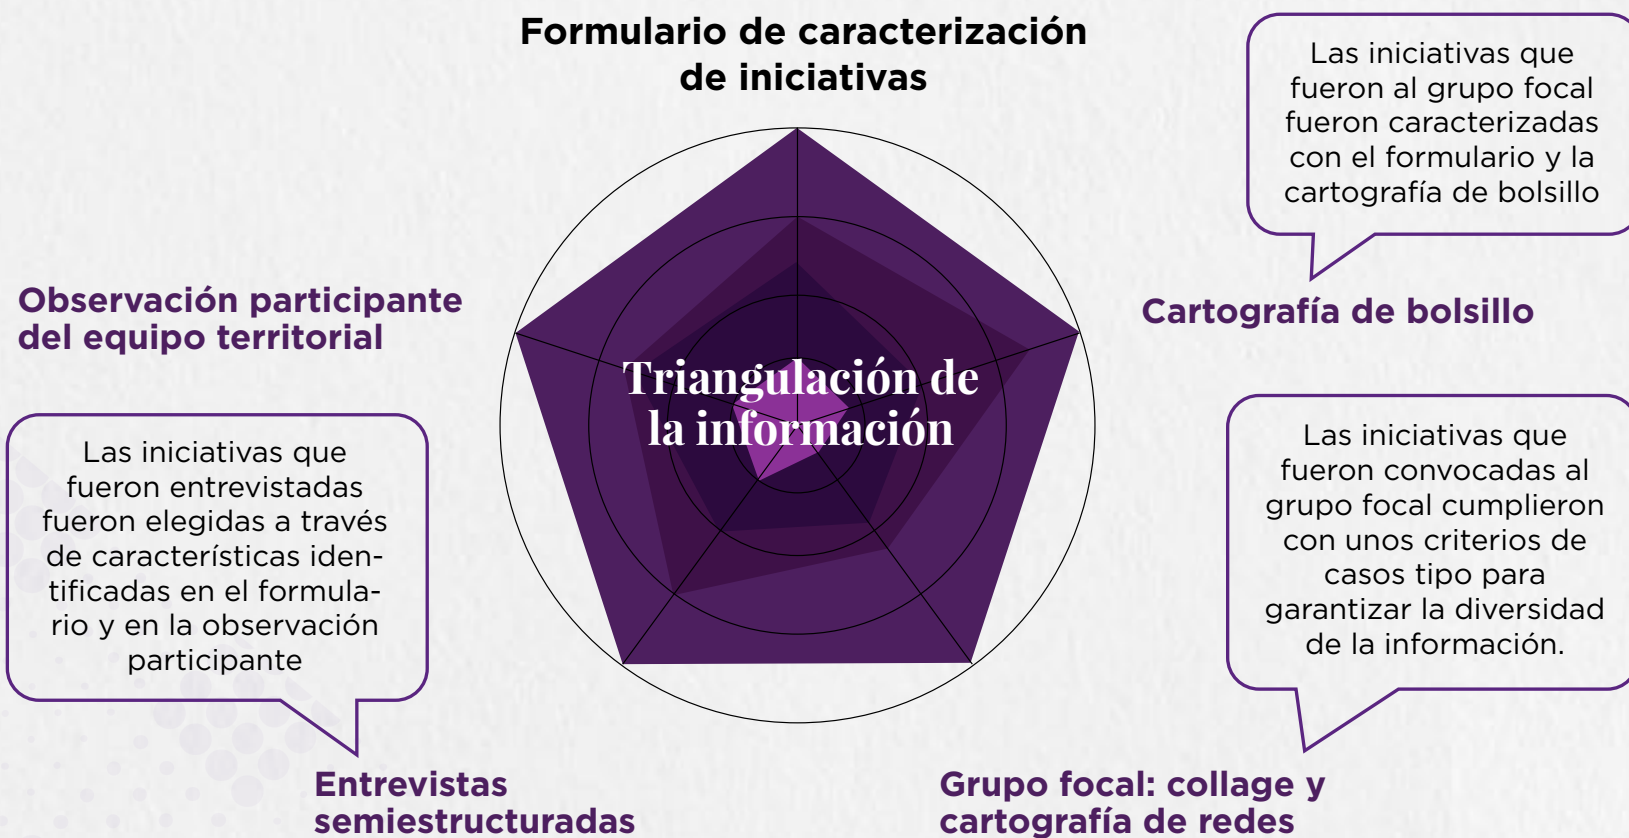 Formulario de caracterización
de iniciativas
Las iniciativas que
fueron al grupo focal
fueron caracterizadas
con el formulario y la
cartografía de bolsillo
Observación participante
del equipo territorial
Cartografía de bolsillo
Triangulación de
la información
Las iniciativas que
fueron entrevistadas
fueron elegidas a través
de características iden-
tificadas en el formula-
rio y en la observación
participante
Las iniciativas que
fueron convocadas al
grupo focal cumplieron
con unos criterios de
casos tipo para
garantizar la diversidad
de la información.
Entrevistas
semiestructuradas
Grupo focal: collage y
cartografía de redes